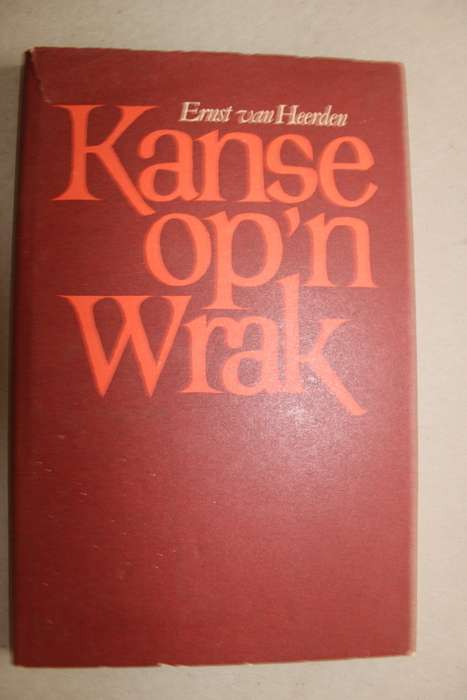 Ernst van Heerden
Kanse
op'n
Wrak